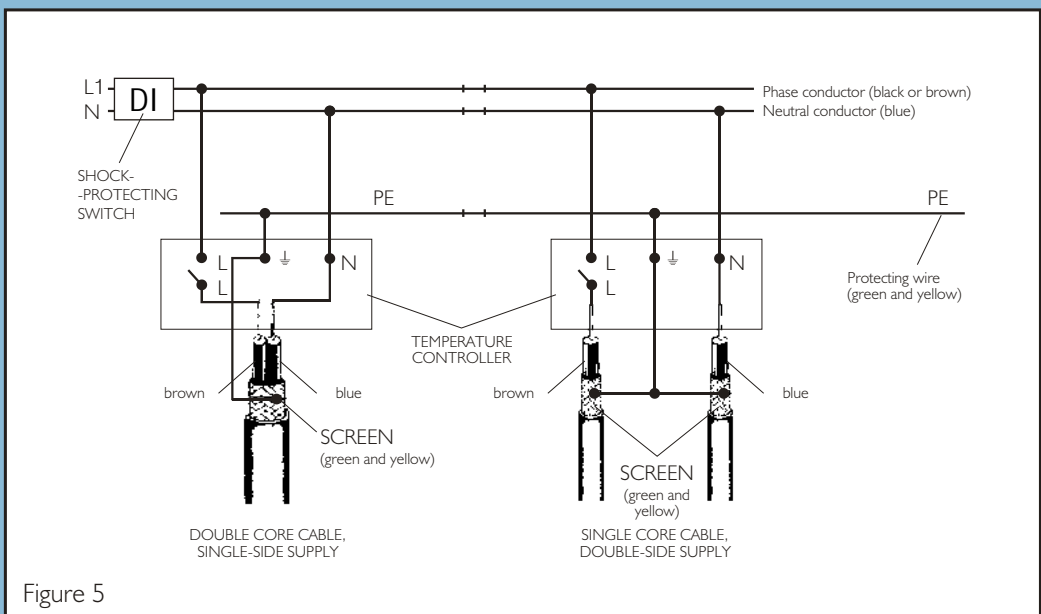 L1
N
DI
Phase conductor (black or brown)
Neutral conductor (blue)
SHOCK-
-PROTECTING
SWITCH
PE
PE
L
⏚
N
L
L
⏚
N
L
Protecting wire
(green and yellow)
TEMPERATURE
CONTROLLER
brown
blue
brown
blue
SCREEN
(green and yellow)
SCREEN
(green and
yellow)
DOUBLE CORE CABLE,
SINGLE-SIDE SUPPLY
SINGLE CORE CABLE,
DOUBLE-SIDE SUPPLY
Figure 5